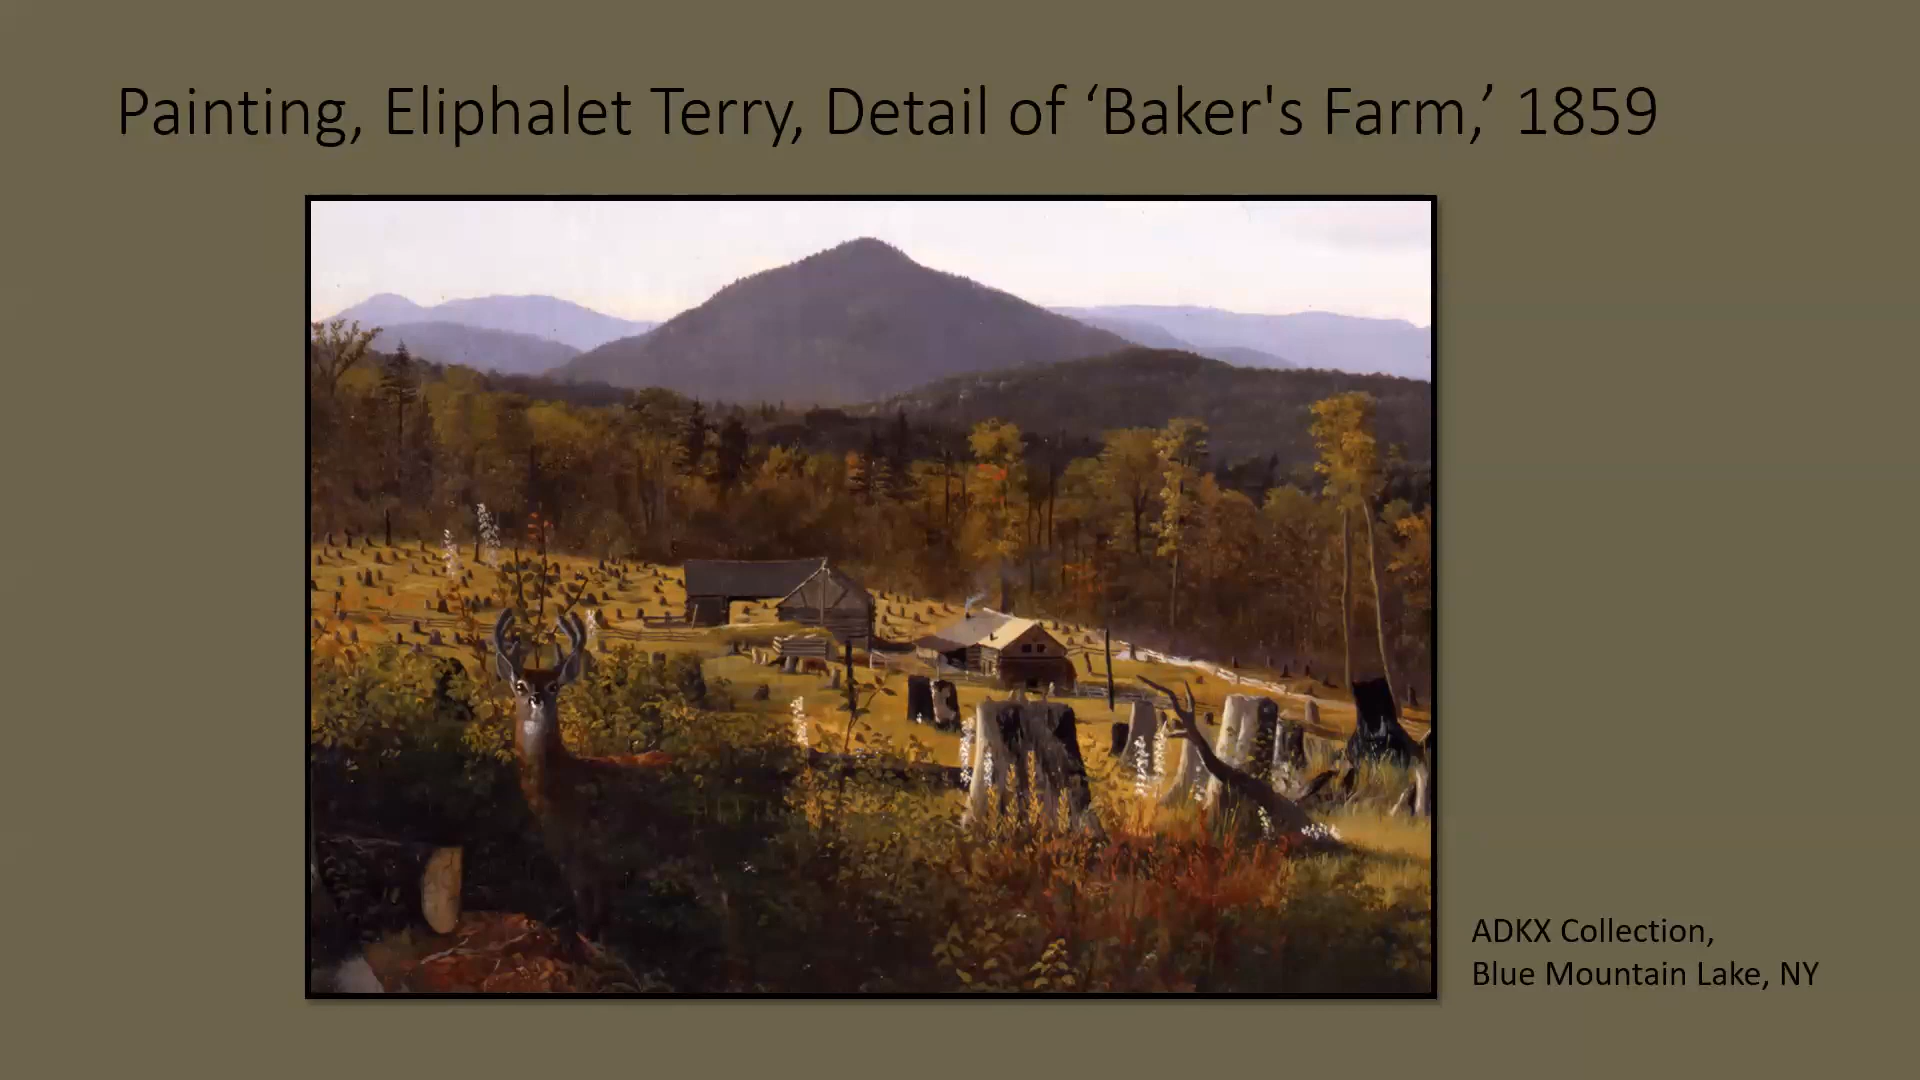 Painting, Eliphalet Terry, Detail of ‘Baker's Farm,’ 1859
ADKX Collection,
Blue Mountain Lake, NY